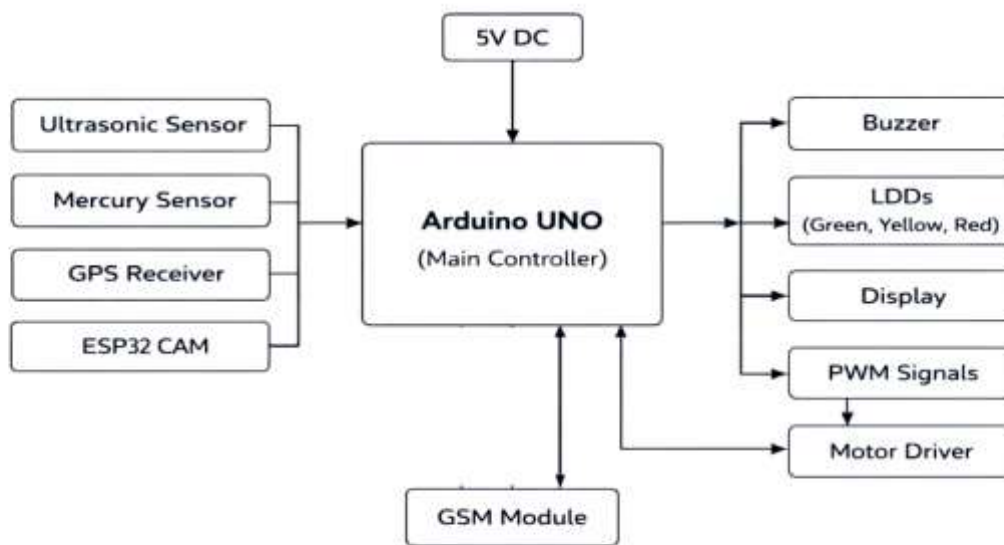 5V DC
Ultrasonic Sensor
Mercury Sensor
GPS Receiver
ESP32 CAM
Arduino UNO
(Main Controller)
Buzzer
LDDs
(Green, Yellow, Red)
Display
PWM Signals
Motor Driver
GSM Module